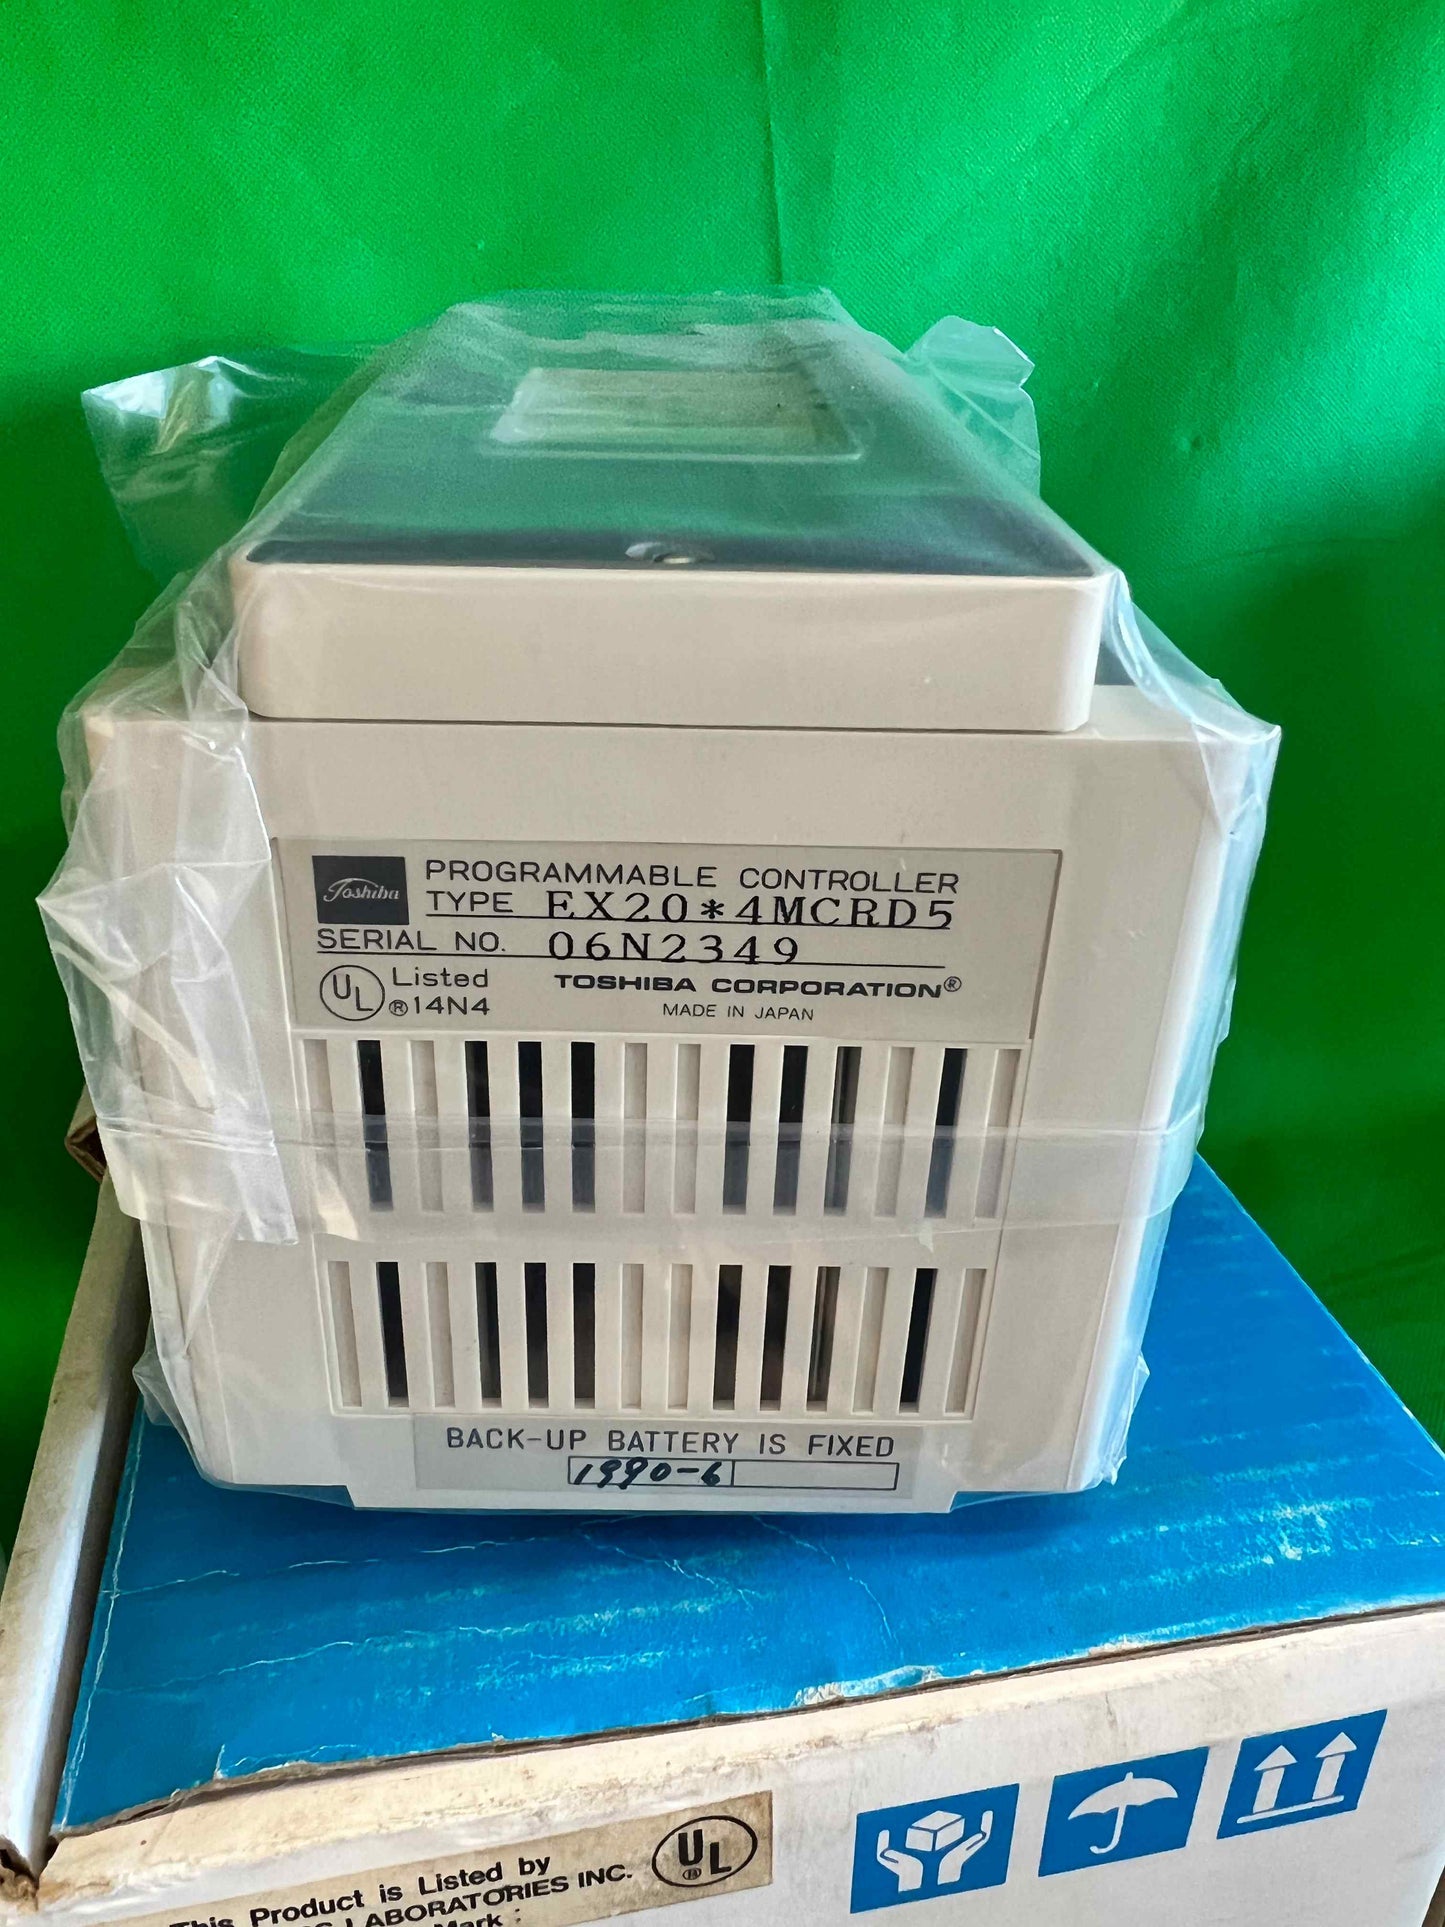 Toshiba
PROGRAMMABLE CONTROLLER
TYPE EX20*4MCRD5
SERIAL NO. 06N2349
UL Listed
®14N4
TOSHIBA CORPORATION®
MADE IN JAPAN
BACK-UP BATTERY IS FIXED
1990-6
This Product is Listed by
LABORATORIES INC.
Mark :
UL
®